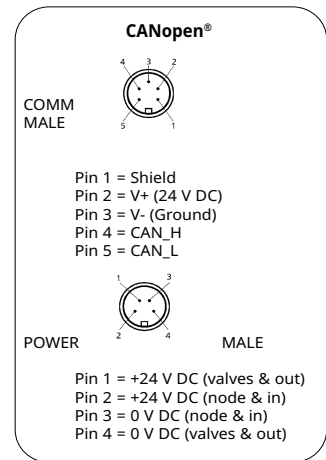 CANopen®
4 3 2
COMM
MALE
5 1
Pin 1 = Shield
Pin 2 = V+ (24 V DC)
Pin 3 = V- (Ground)
Pin 4 = CAN_H
Pin 5 = CAN_L
1 3
2 4
POWER MALE
Pin 1 = +24 V DC (valves & out)
Pin 2 = +24 V DC (node & in)
Pin 3 = 0 V DC (node & in)
Pin 4 = 0 V DC (valves & out)